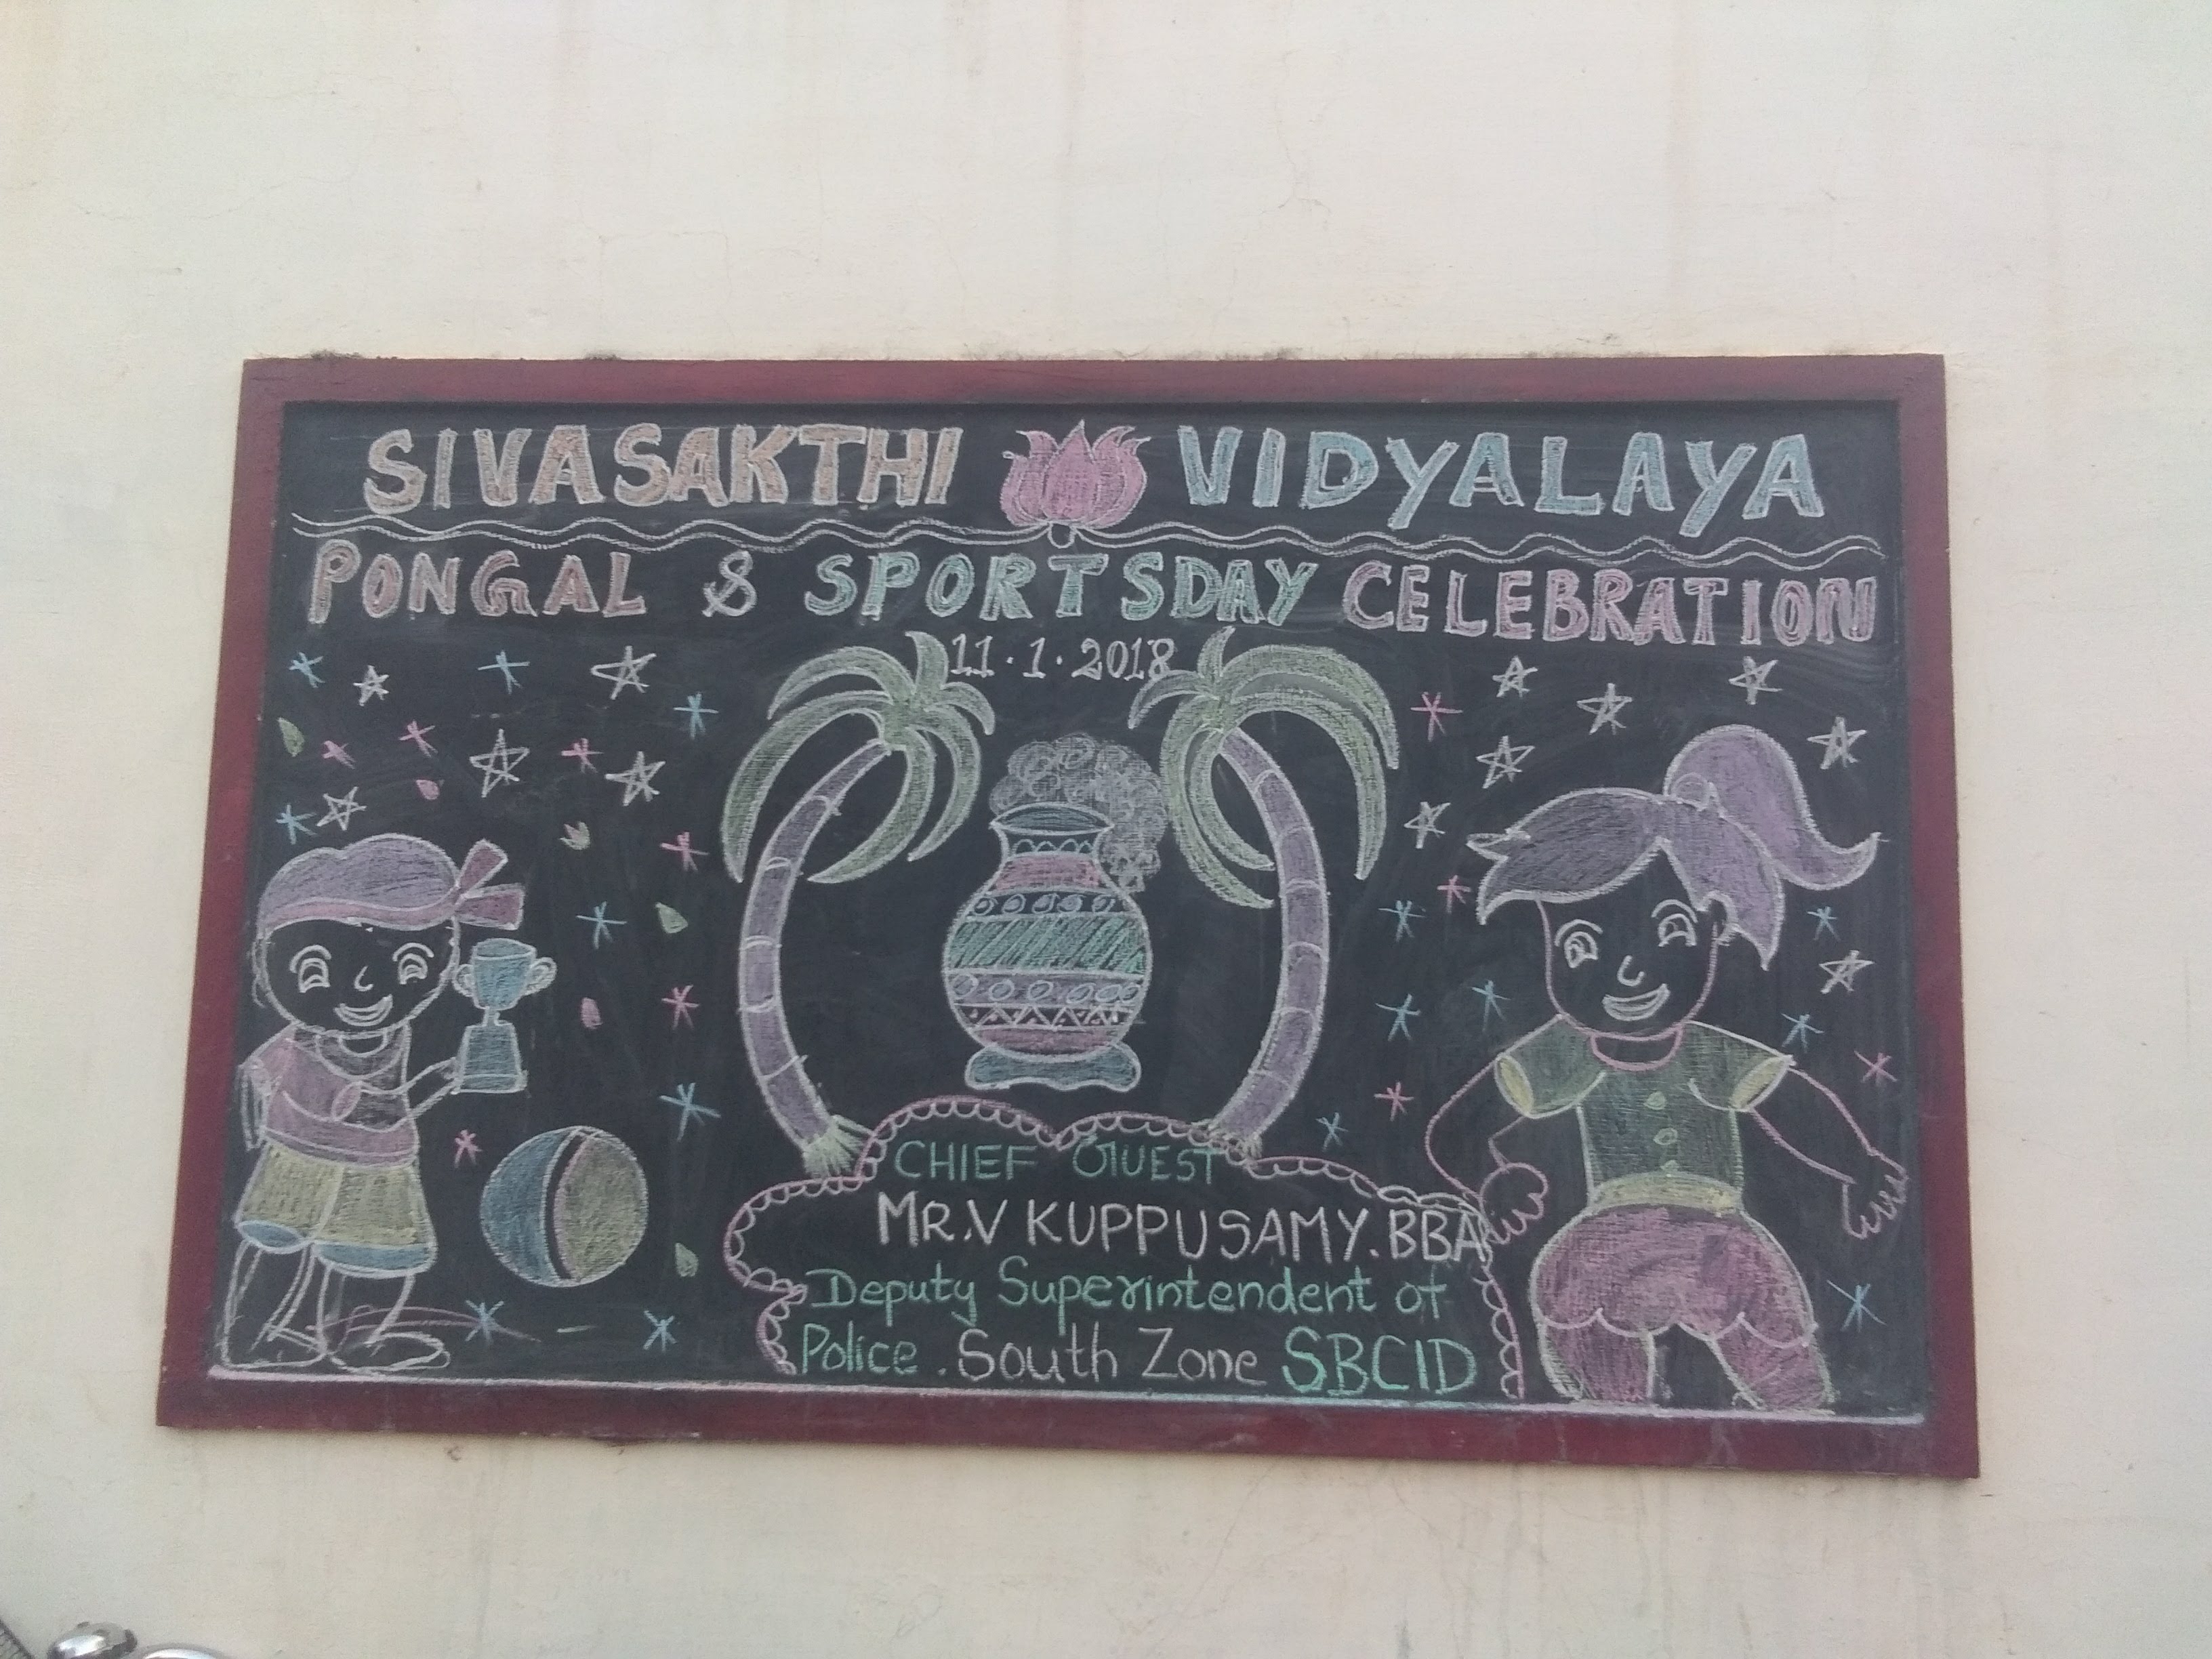 SIVASAKTHI VIDYALAYA
PONGAL & SPORTSDAY CELEBRATION
11.1.2018
CHIEF GUEST
MR.V KUPPUSAMY.BBA
Deputy Superintendent of
Police. South Zone SBCID